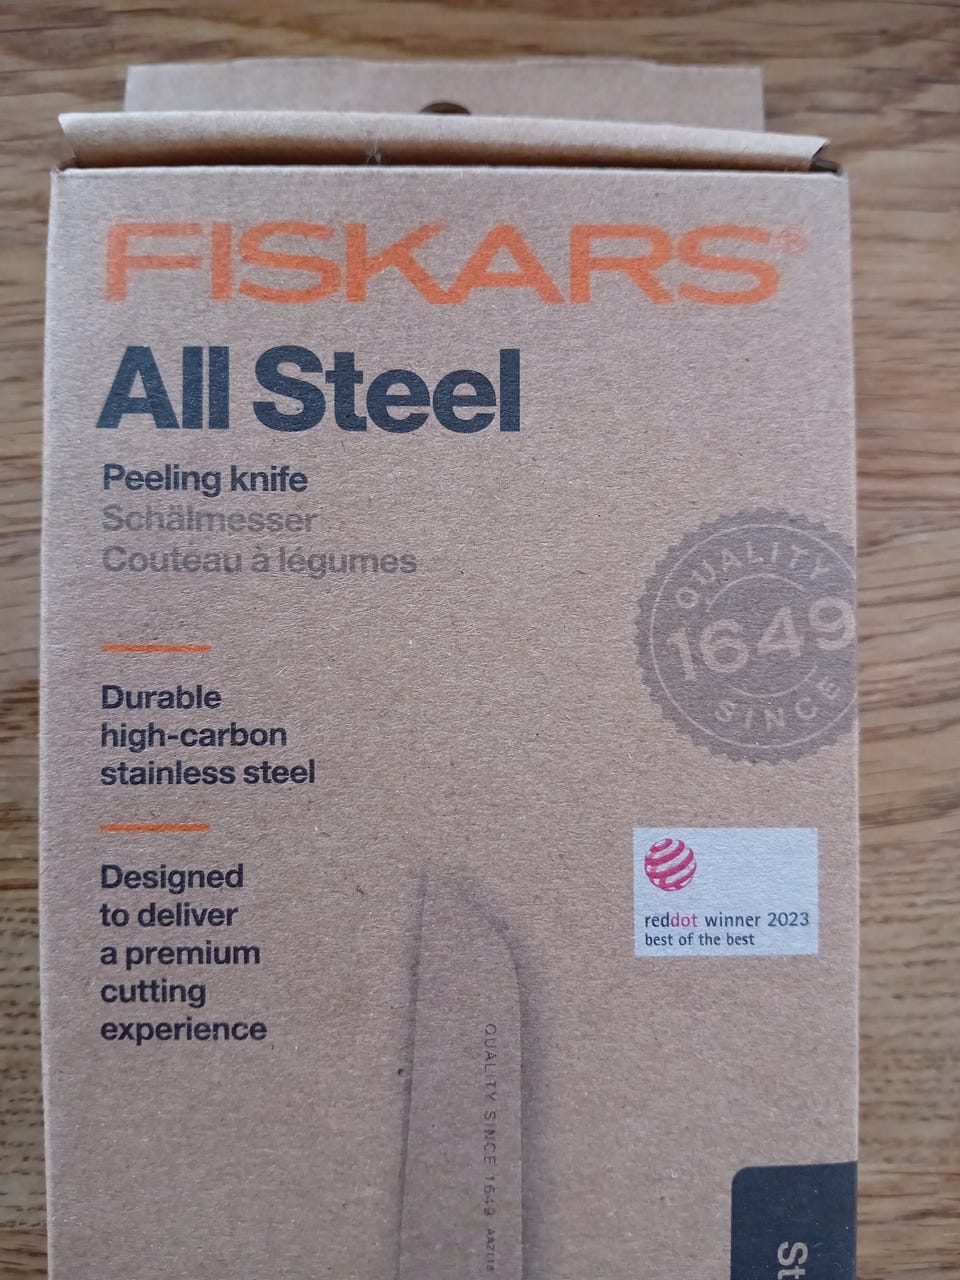 FISKARS®
All Steel
Peeling knife
Schälmesser
Couteau à légumes
QUALITY
1649
SINCE
Durable
high-carbon
stainless steel
Designed
to deliver
a premium
cutting
experience
reddot winner 2023
best of the best
QUALITY SINCE 1649
St